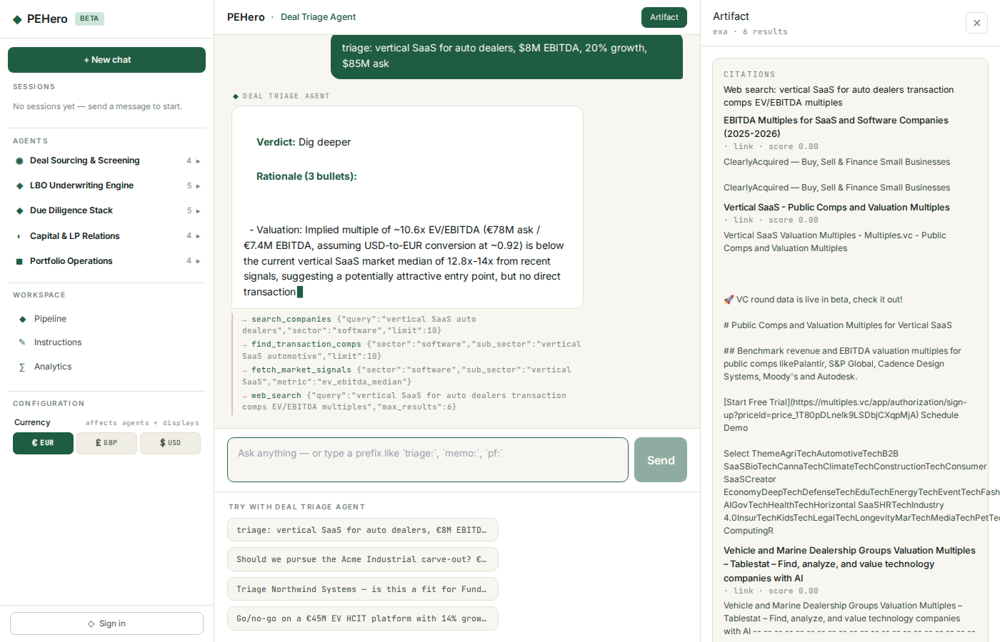 ◆ PEHero BETA
+ New chat
SESSIONS
No sessions yet — send a message to start.
AGENTS
◉ Deal Sourcing & Screening 4 ▸
◈ LBO Underwriting Engine 5 ▸
◆ Due Diligence Stack 5 ▸
Capital & LP Relations 4 ▸
■ Portfolio Operations 4 ▸
WORKSPACE
◆ Pipeline
✎ Instructions
∑ Analytics
CONFIGURATION
Currency affects agents + displays
€ EUR
£ GBP
$ USD
◇ Sign in
PEHero · Deal Triage Agent
Artifact
triage: vertical SaaS for auto dealers, $8M EBITDA, 20% growth,
$85M ask
◆ DEAL TRIAGE AGENT
Verdict: Dig deeper
Rationale (3 bullets):
- Valuation: Implied multiple of ~10.6x EV/EBITDA (€78M ask /
€7.4M EBITDA, assuming USD-to-EUR conversion at ~0.92) is below
the current vertical SaaS market median of 12.8x-14x from recent
signals, suggesting a potentially attractive entry point, but no direct
transaction
→ search_companies {"query":"vertical SaaS auto
dealers","sector":"software","limit":10}
→ find_transaction_comps {"sector":"software","sub_sector":"vertical
SaaS automotive","limit":10}
→ fetch_market_signals {"sector":"software","sub_sector":"vertical
SaaS","metric":"ev_ebitda_median"}
→ web_search {"query":"vertical SaaS for auto dealers transaction
comps EV/EBITDA multiples","max_results":6}
Ask anything — or type a prefix like `triage:`, `memo:`, `pf:`
Send
TRY WITH DEAL TRIAGE AGENT
triage: vertical SaaS for auto dealers, €8M EBITD…
Should we pursue the Acme Industrial carve-out? €…
Triage Northwind Systems — is this a fit for Fund…
Go/no-go on a €45M EV HCIT platform with 14% grow…
Artifact
exa · 6 results
✕
CITATIONS
Web search: vertical SaaS for auto dealers transaction
comps EV/EBITDA multiples
EBITDA Multiples for SaaS and Software Companies
(2025-2026)
· link · score 0.00
ClearlyAcquired — Buy, Sell & Finance Small Businesses
ClearlyAcquired — Buy, Sell & Finance Small Businesses
Vertical SaaS - Public Comps and Valuation Multiples
· link · score 0.00
Vertical SaaS Valuation Multiples - Multiples.vc - Public
Comps and Valuation Multiples
🚀 VC round data is live in beta, check it out!
# Public Comps and Valuation Multiples for Vertical SaaS
## Benchmark revenue and EBITDA valuation multiples for
public comps likePalantir, S&P Global, Cadence Design
Systems, Moody's and Autodesk.
[Start Free Trial](https://multiples.vc/app/authorization/sign-
up?priceId=price_1T80pDLnelk9LSDbjCXqpMjA) Schedule
Demo
Select ThemeAgriTechAutomotiveTechB2B
SaaSBioTechCannaTechClimateTechConstructionTechConsumer
SaaSCreator
EconomyDeepTechDefenseTechEduTechEnergyTechEventTechFash
AIGovTechHealthTechHorizontal SaaSHRTechIndustry
4.0InsurTechKidsTechLegalTechLongevityMarTechMediaTechPetTec
ComputingR
Vehicle and Marine Dealership Groups Valuation Multiples
– Tablestat – Find, analyze, and value technology
companies with AI
· link · score 0.00
Vehicle and Marine Dealership Groups Valuation Multiples –
Tablestat – Find, analyze, and value technology companies
with AI -- -- -- -- -- -- -- -- -- -- -- -- -- -- -- -- -- -- -- -- --